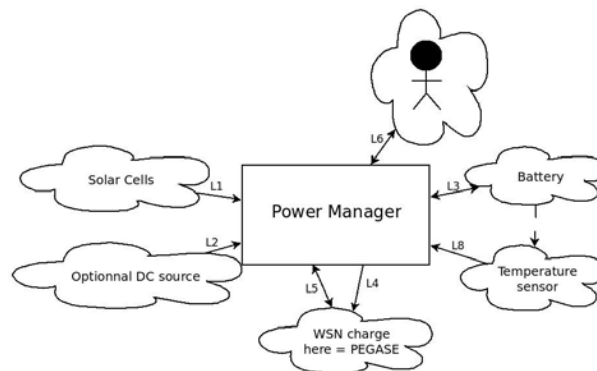 L6
Solar Cells
L1
Power Manager
L3
Battery
L2
Optionnal DC source
L8
Temperature
sensor
L5
L4
WSN charge
here = PEGASE